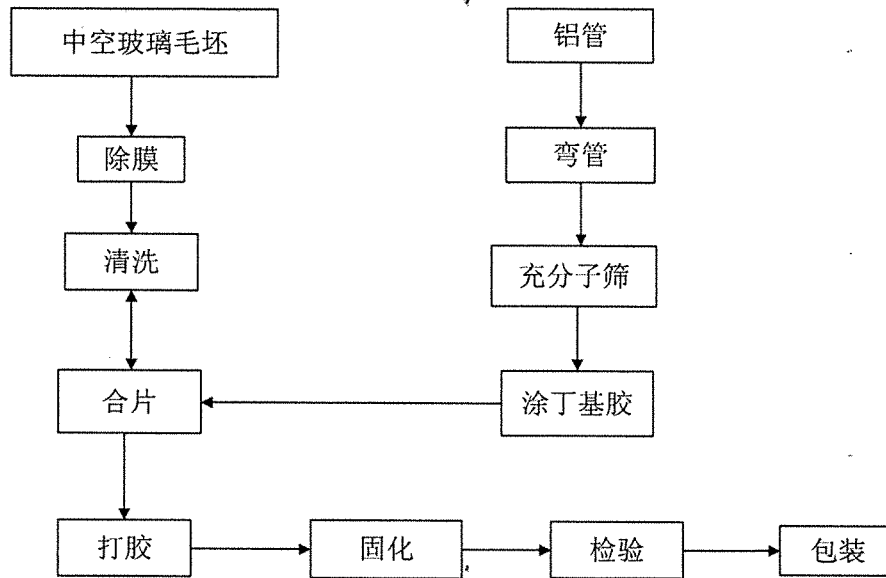 中空玻璃毛坯
铝管
除膜
弯管
清洗
充分子筛
合片
涂丁基胶
打胶
固化
检验
包装